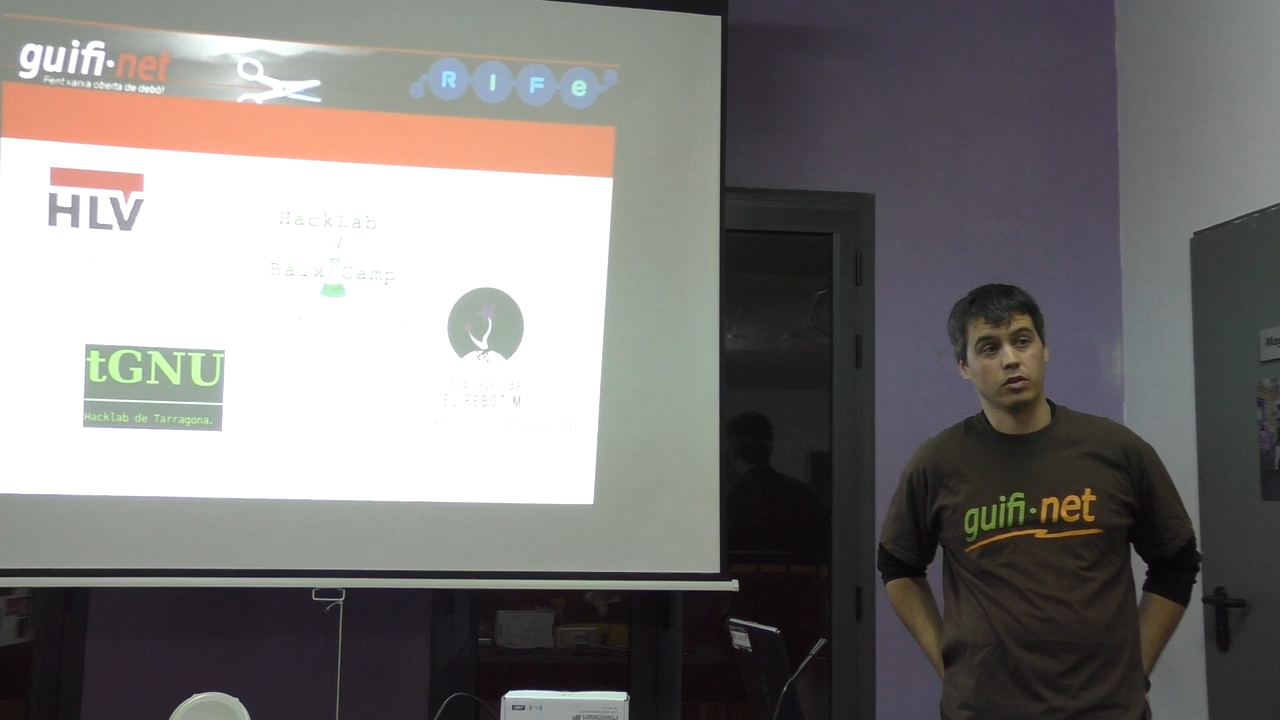 guifi·net
Fent xarxa oberta de debò!
R I F e
HLV
HackLab
Baix Camp
tGNU
Hacklab de Tarragona.
guifi·net